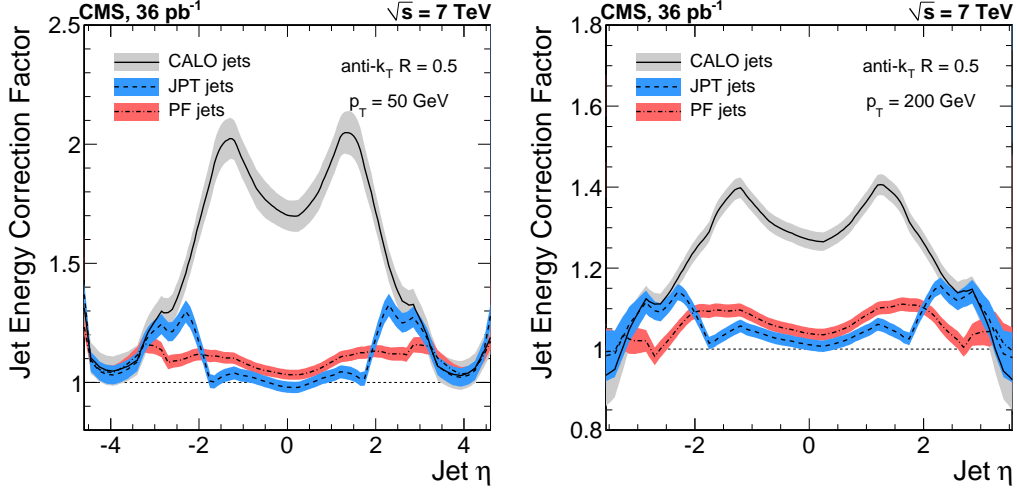 CMS, 36 pb⁻¹ √s = 7 TeV
Jet Energy Correction Factor
2.5
2
1.5
1
CALO jets
JPT jets
PF jets
anti-k_T R = 0.5
p_T = 50 GeV
-4 -2 0 2 4
Jet η
CMS, 36 pb⁻¹ √s = 7 TeV
Jet Energy Correction Factor
1.8
1.6
1.4
1.2
1
0.8
CALO jets
JPT jets
PF jets
anti-k_T R = 0.5
p_T = 200 GeV
-2 0 2
Jet η